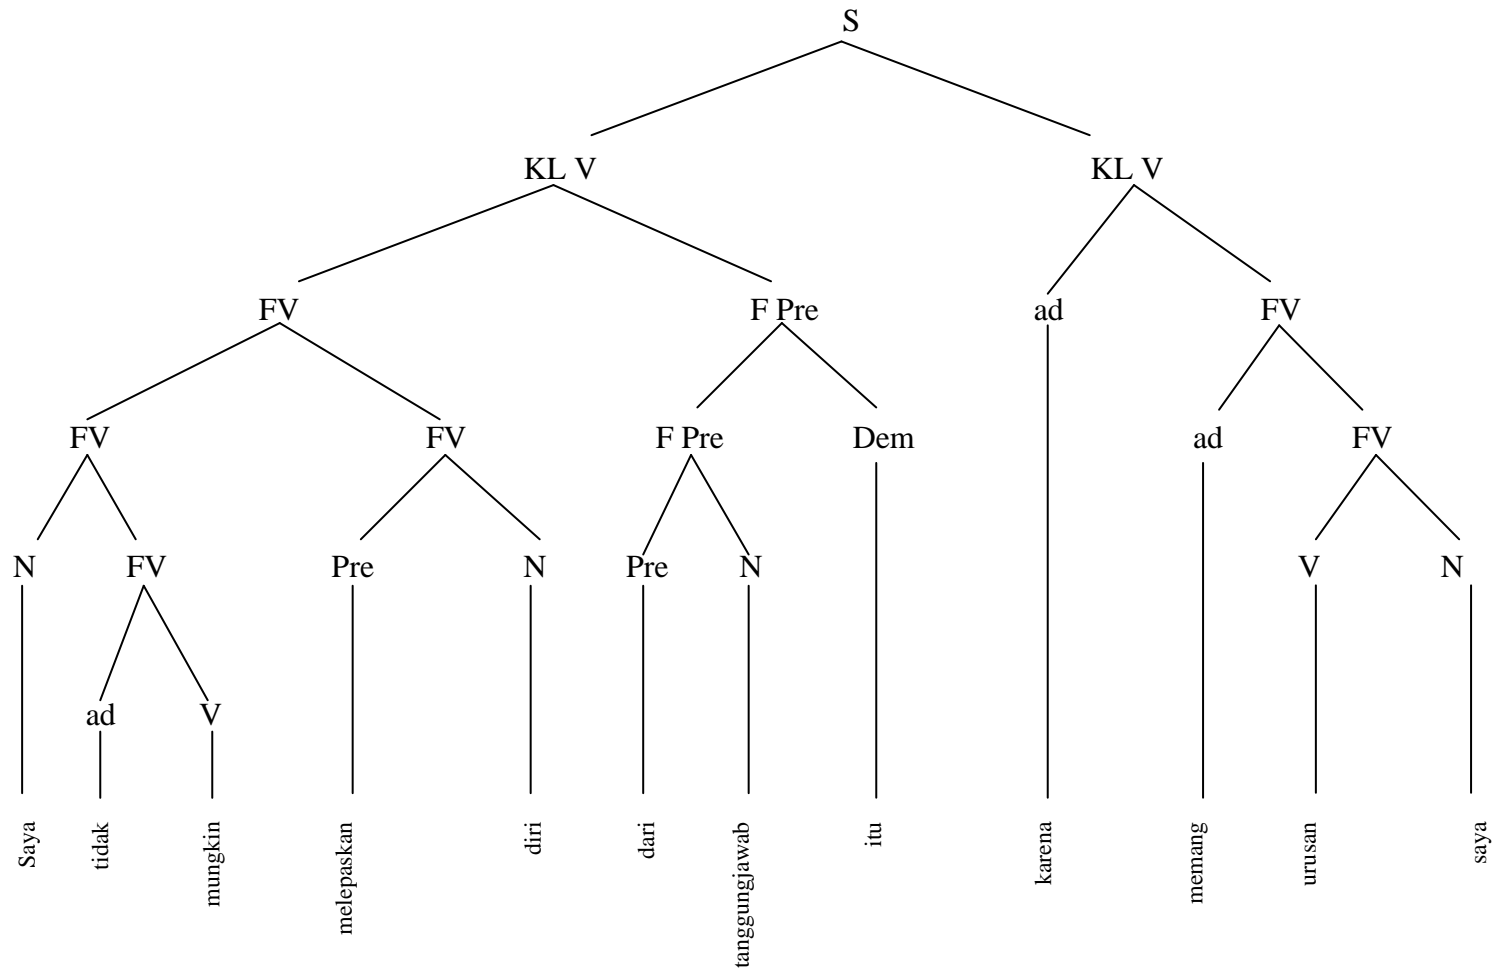 S
KL V KL V
FV F Pre ad FV
FV FV F Pre Dem ad FV
N FV Pre N Pre N V N
ad V
Saya tidak mungkin melepaskan diri dari tanggungjawab itu karena memang urusan saya